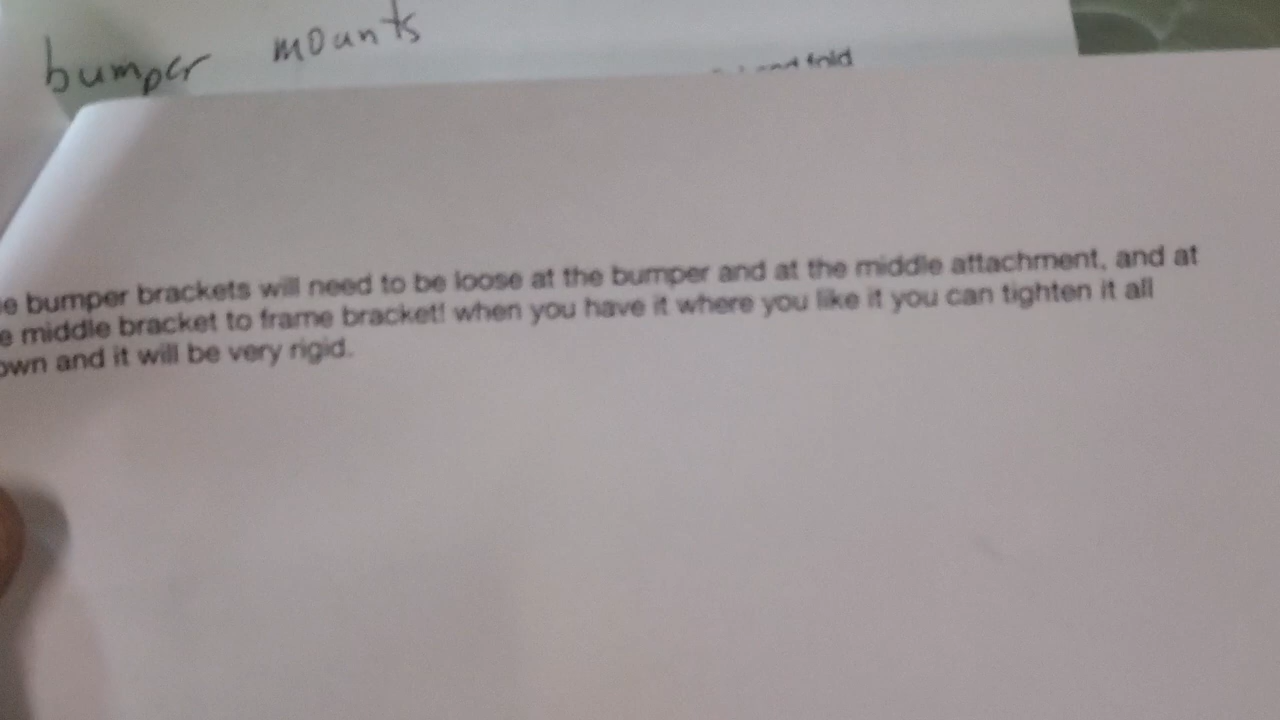 bumper mounts
and fold
e bumper brackets will need to be loose at the bumper and at the middle attachment, and at
e middle bracket to frame bracket! when you have it where you like it you can tighten it all
own and it will be very rigid.